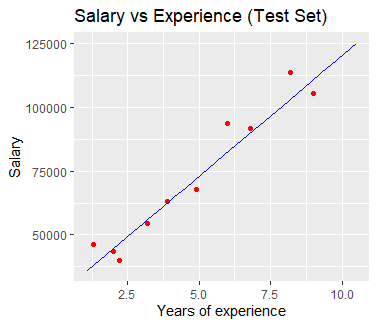 Salary vs Experience (Test Set)
125000
100000
75000
50000
Salary
2.5 5.0 7.5 10.0
Years of experience